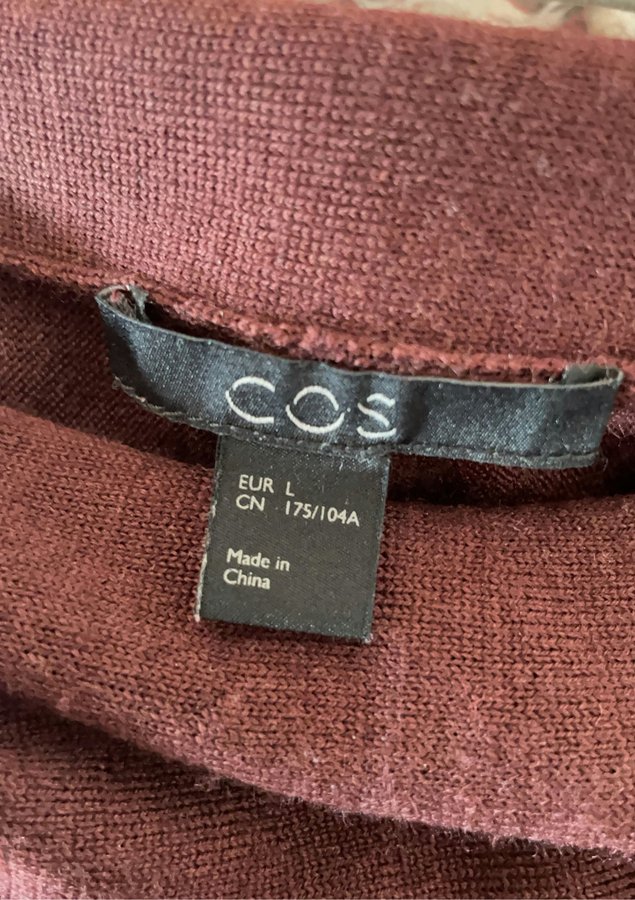 COS
EUR L
CN 175/104A
Made in
China